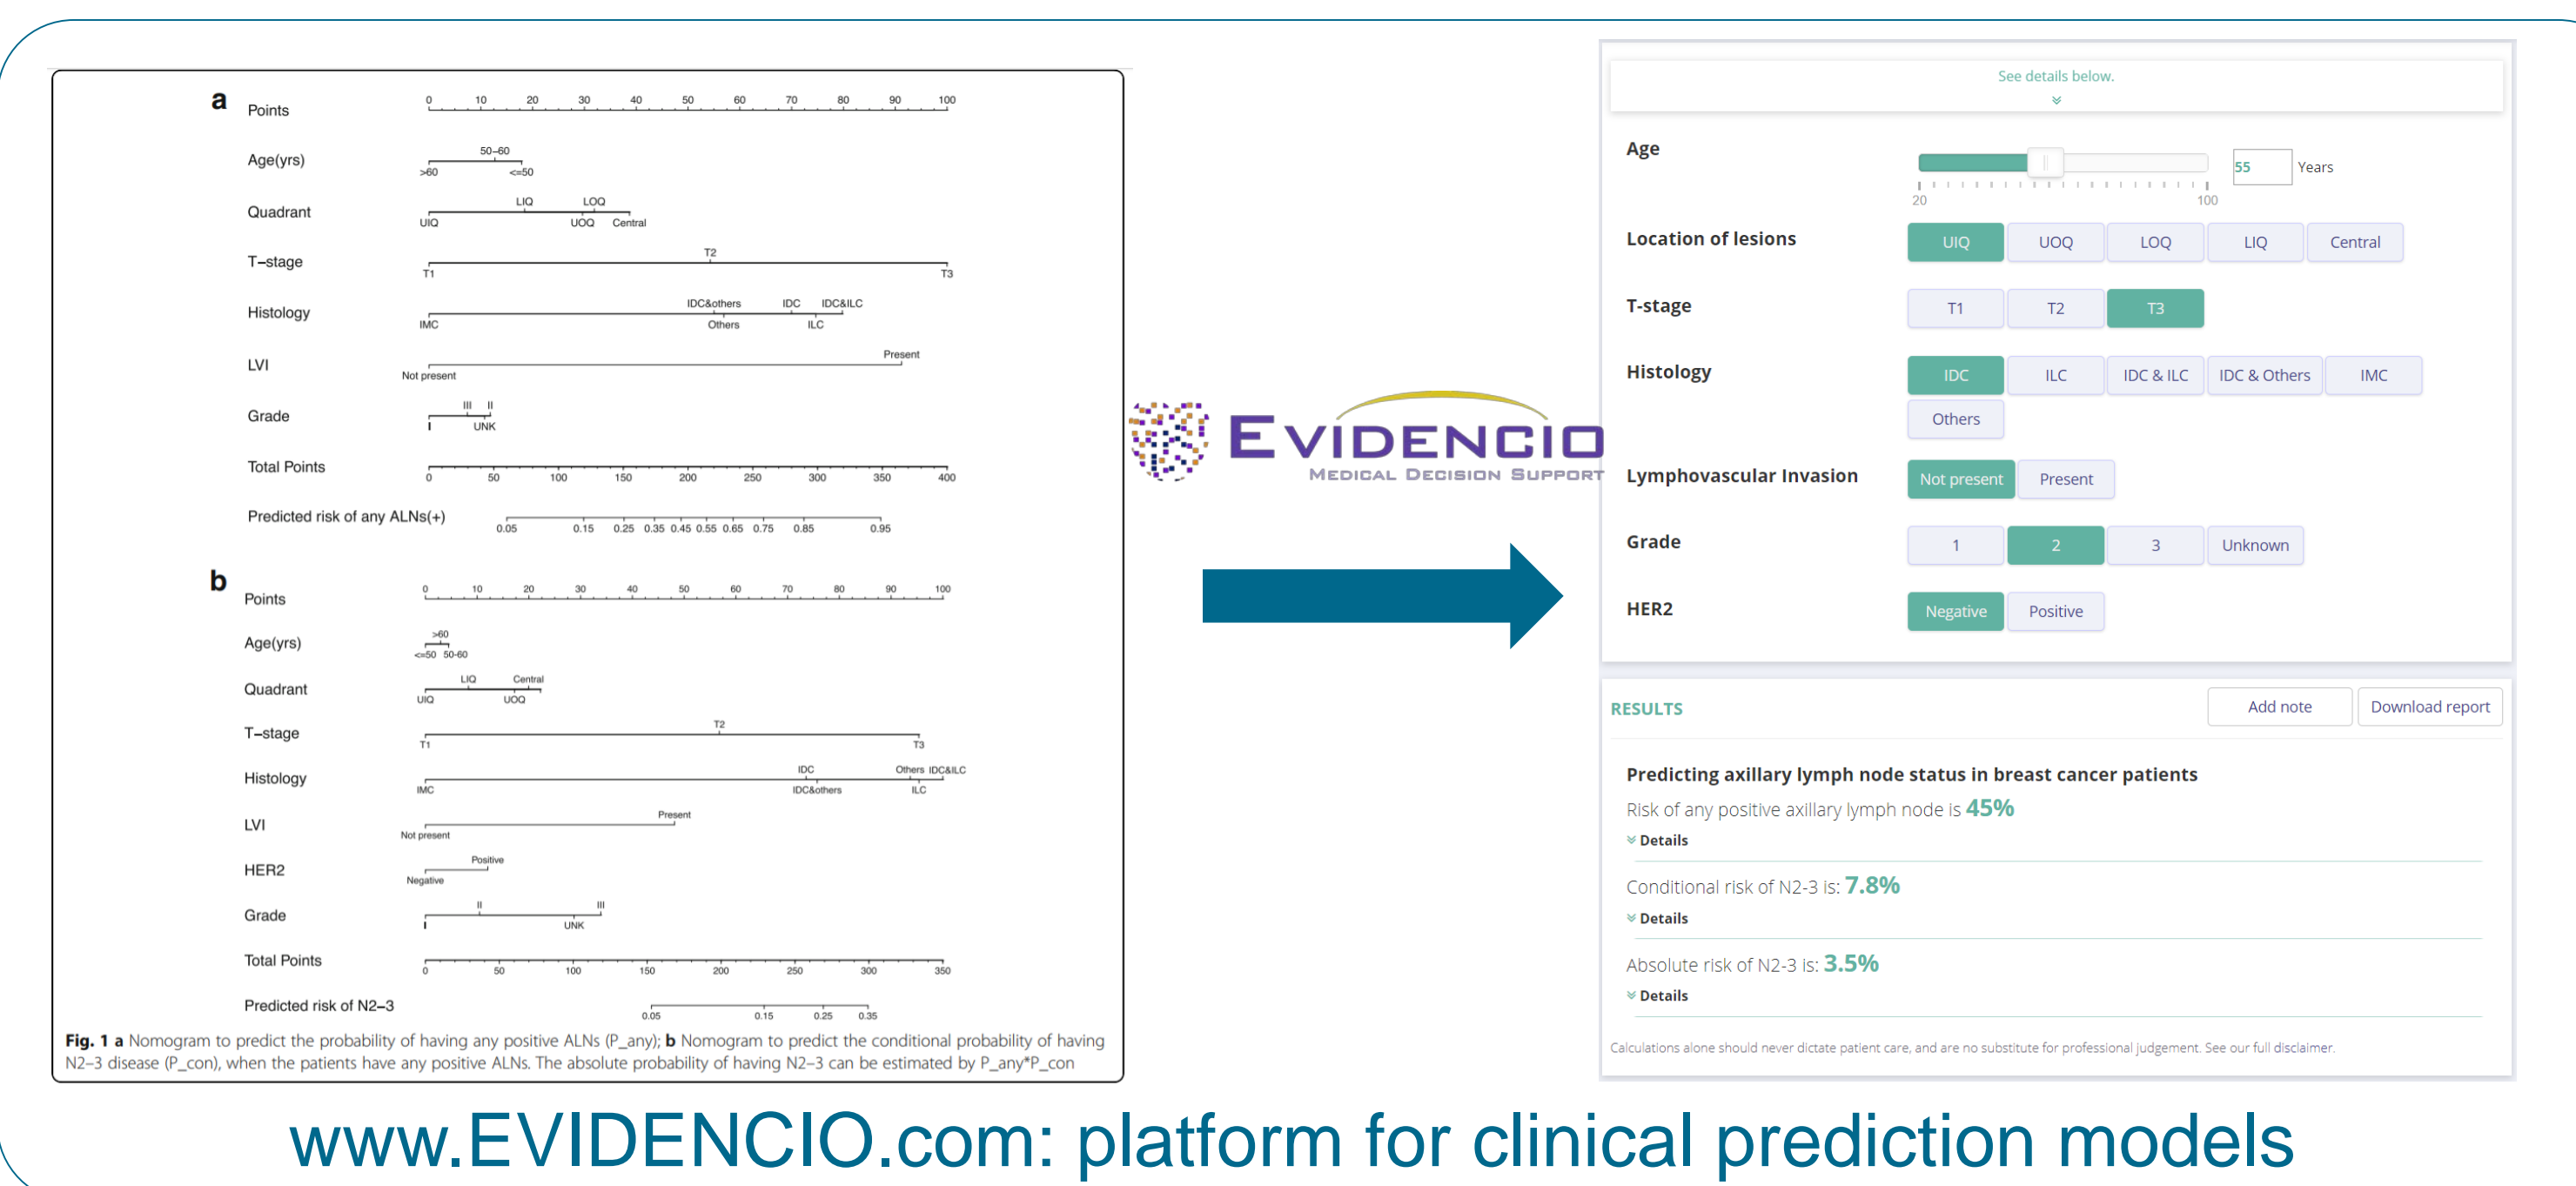 a
Points
0 10 20 30 40 50 60 70 80 90 100
Age(yrs)
50–60
>60 <=50
Quadrant
LIQ LOQ
UIQ UOQ Central
T–stage
T2
T1 T3
Histology
IDC&others IDC IDC&ILC
IMC Others ILC
LVI
Present
Not present
Grade
III II
I UNK
Total Points
0 50 100 150 200 250 300 350 400
Predicted risk of any ALNs(+)
0.05 0.15 0.25 0.35 0.45 0.55 0.65 0.75 0.85 0.95
b
Points
0 10 20 30 40 50 60 70 80 90 100
Age(yrs)
>60
<=50 50-60
Quadrant
LIQ Central
UIQ UOQ
T–stage
T2
T1 T3
Histology
IDC Others IDC&ILC
IMC IDC&others ILC
LVI
Present
Not present
HER2
Positive
Negative
Grade
II III
I UNK
Total Points
0 50 100 150 200 250 300 350
Predicted risk of N2–3
0.05 0.15 0.25 0.35
Fig. 1 a Nomogram to predict the probability of having any positive ALNs (P_any); b Nomogram to predict the conditional probability of having
N2–3 disease (P_con), when the patients have any positive ALNs. The absolute probability of having N2–3 can be estimated by P_any*P_con
EVIDENCIO
MEDICAL DECISION SUPPORT
See details below.
Age
55 Years
20 100
Location of lesions
UIQ UOQ LOQ LIQ Central
T-stage
T1 T2 T3
Histology
IDC ILC IDC & ILC IDC & Others IMC
Others
Lymphovascular Invasion
Not present Present
Grade
1 2 3 Unknown
HER2
Negative Positive
RESULTS
Add note Download report
Predicting axillary lymph node status in breast cancer patients
Risk of any positive axillary lymph node is 45%
Details
Conditional risk of N2-3 is: 7.8%
Details
Absolute risk of N2-3 is: 3.5%
Details
Calculations alone should never dictate patient care, and are no substitute for professional judgement. See our full disclaimer.
www.EVIDENCIO.com: platform for clinical prediction models